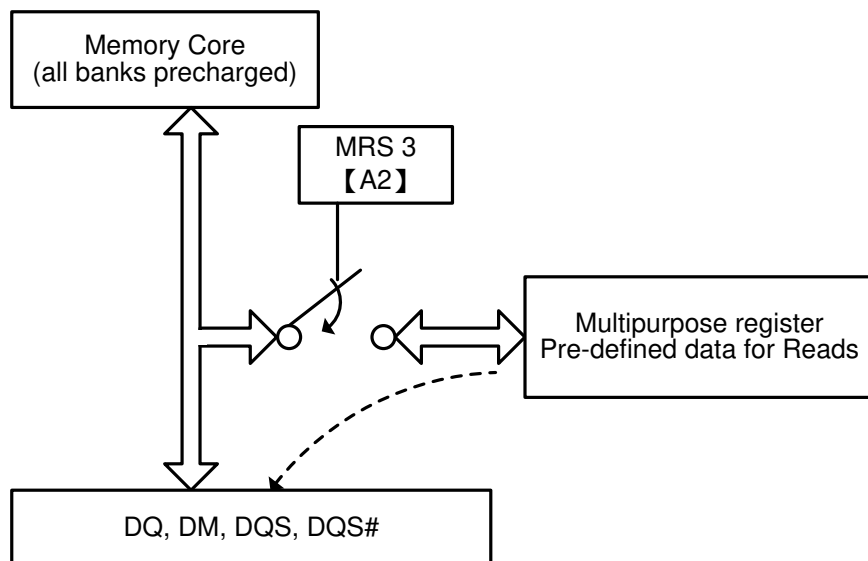 Memory Core
(all banks precharged)
MRS 3
【A2】
Multipurpose register
Pre-defined data for Reads
DQ, DM, DQS, DQS#